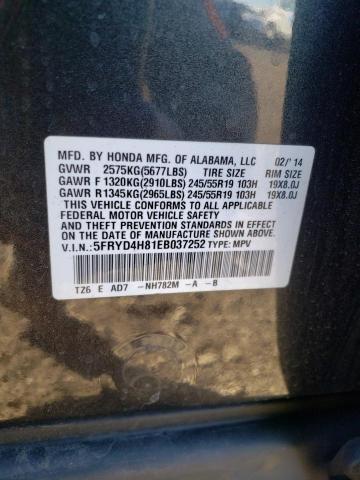 MFD. BY HONDA MFG. OF ALABAMA, LLC 02/'14
GVWR 2575KG(5677LBS) TIRE SIZE RIM SIZE
GAWR F 1320KG(2910LBS) 245/55R19 103H 19X8.0J
GAWR R1345KG(2965LBS) 245/55R19 103H 19X8.0J
THIS VEHICLE CONFORMS TO ALL APPLICABLE
FEDERAL MOTOR VEHICLE SAFETY
AND THEFT PREVENTION STANDARDS IN EFFECT
ON THE DATE OF MANUFACTURE SHOWN ABOVE.
V.I.N.: 5FRYD4H81EB037252 TYPE: MPV
TZ6 E AD7 -NH782M -A -B